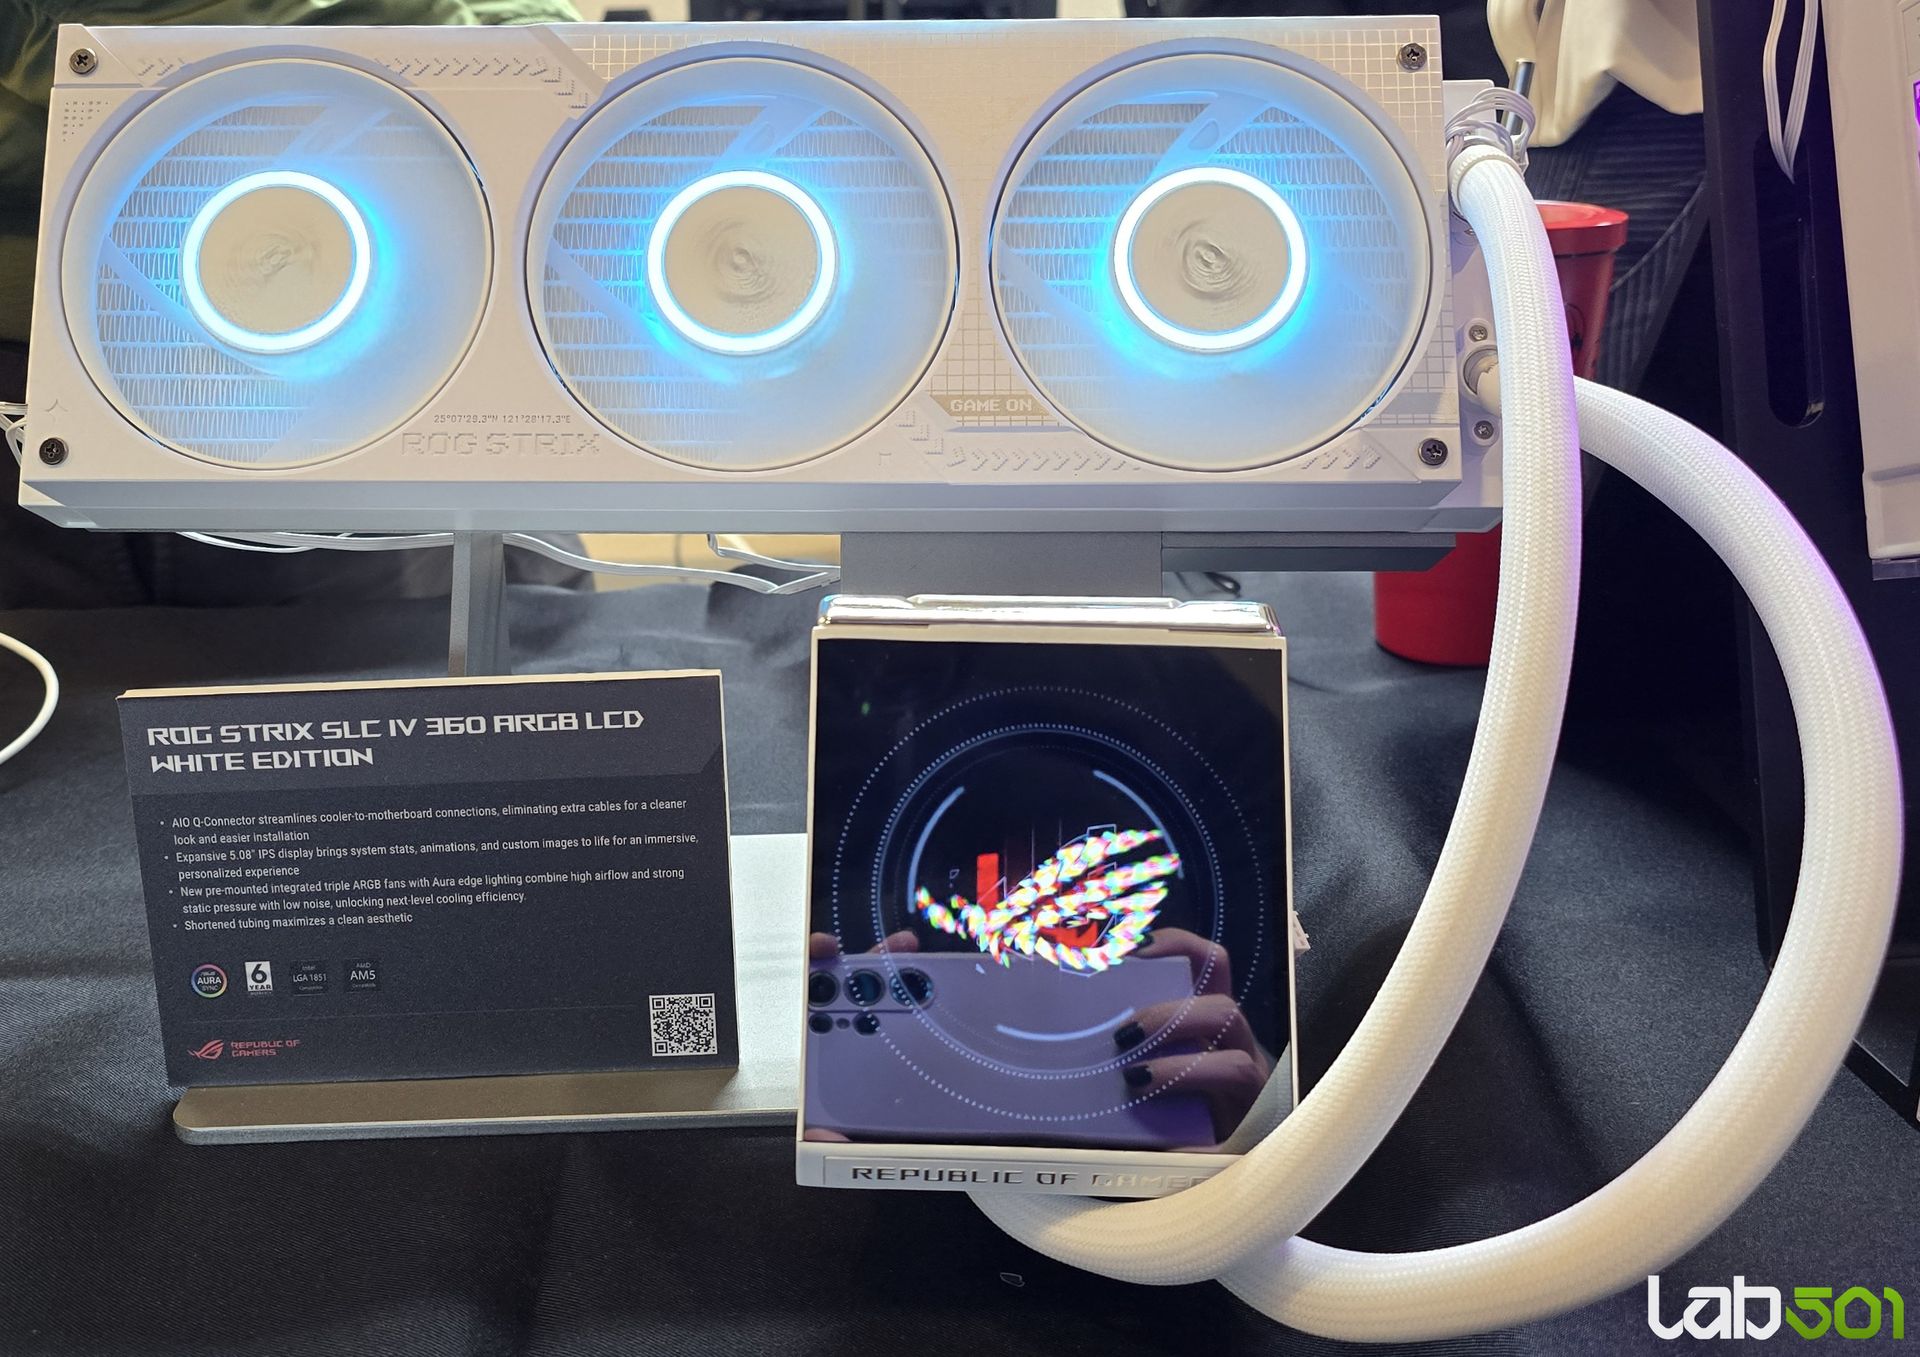 25°07'28.3"N 121°28'17.3"E
ROG STRIX
GAME ON
ROG STRIX SLC IV 360 ARGB LCD
WHITE EDITION
• AIO Q-Connector streamlines cooler-to-motherboard connections, eliminating extra cables for a cleaner
look and easier installation
• Expansive 5.08" IPS display brings system stats, animations, and custom images to life for an immersive,
personalized experience
• New pre-mounted integrated triple ARGB fans with Aura edge lighting combine high airflow and strong
static pressure with low noise, unlocking next-level cooling efficiency.
• Shortened tubing maximizes a clean aesthetic
AURA
SYNC
6
YEAR
Intel
LGA 1851
AMD
AM5
REPUBLIC OF
GAMERS
REPUBLIC OF GAMER
Lab501